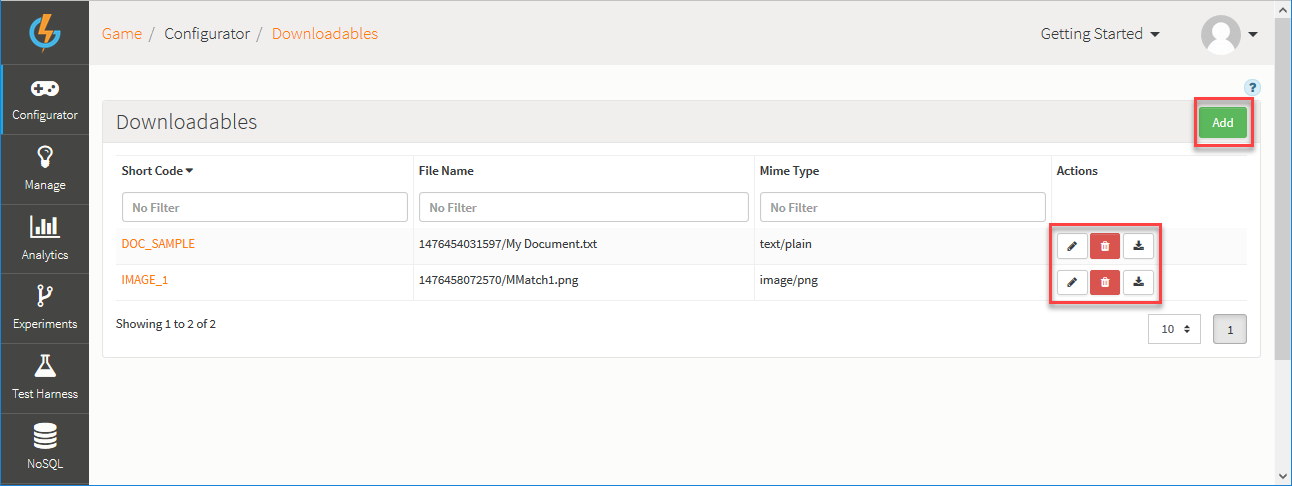 Game / Configurator / Downloadables
Getting Started
?
Configurator
Manage
Analytics
Experiments
Test Harness
NoSQL
Downloadables
Add
Short Code File Name Mime Type Actions
No Filter No Filter No Filter
DOC_SAMPLE 1476454031597/My Document.txt text/plain
IMAGE_1 1476458072570/MMatch1.png image/png
Showing 1 to 2 of 2
10 1